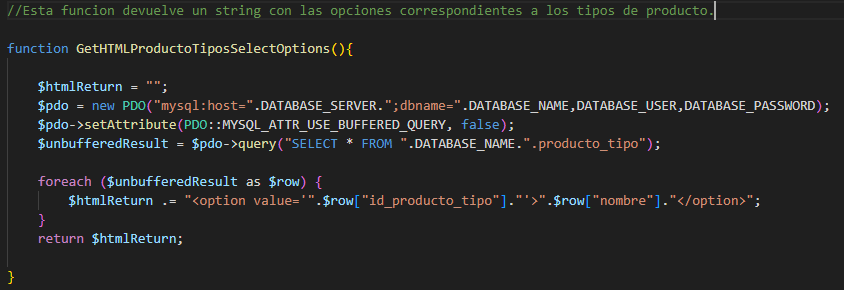 //Esta funcion devuelve un string con las opciones correspondientes a los tipos de producto.
function GetHTMLProductoTiposSelectOptions(){
$htmlReturn = "";
$pdo = new PDO("mysql:host=".DATABASE_SERVER.";dbname=".DATABASE_NAME,DATABASE_USER,DATABASE_PASSWORD);
$pdo->setAttribute(PDO::MYSQL_ATTR_USE_BUFFERED_QUERY, false);
$unbufferedResult = $pdo->query("SELECT * FROM ".DATABASE_NAME.".producto_tipo");
foreach ($unbufferedResult as $row) {
$htmlReturn .= "<option value='".$row["id_producto_tipo"]."'>".$row["nombre"]."</option>";
}
return $htmlReturn;
}